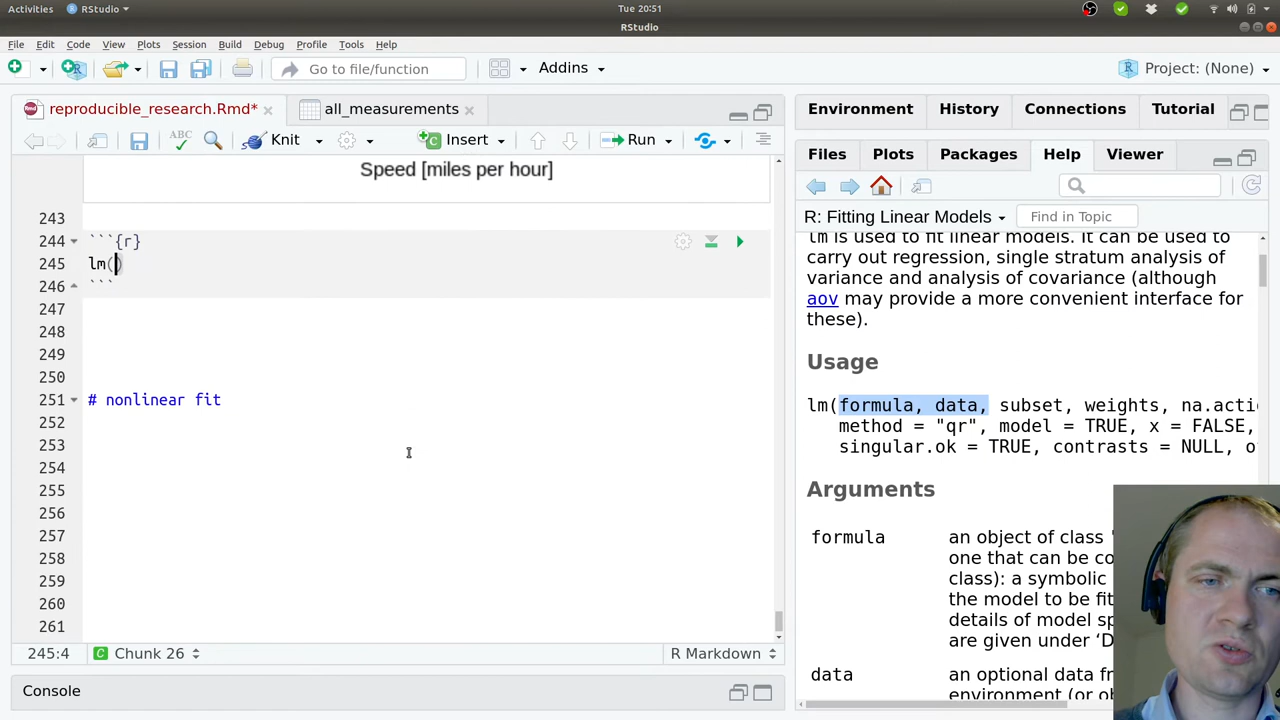 Activities RStudio Tue 20:51
RStudio
File Edit Code View Plots Session Build Debug Profile Tools Help
Go to file/function Addins Project: (None)
reproducible_research.Rmd* all_measurements
Environment History Connections Tutorial
ABC Knit Insert Run
Files Plots Packages Help Viewer
Speed [miles per hour]
R: Fitting Linear Models Find in Topic
243
244 ```{r}
245 lm()
246 ```
247
248
249
250
251 # nonlinear fit
252
253
254
255
256
257
258
259
260
261
245:4 Chunk 26 R Markdown
Console
lm is used to fit linear models. It can be used to
carry out regression, single stratum analysis of
variance and analysis of covariance (although
aov may provide a more convenient interface for
these).
Usage
lm(formula, data, subset, weights, na.actio
method = "qr", model = TRUE, x = FALSE,
singular.ok = TRUE, contrasts = NULL, o
Arguments
formula an object of class
one that can be co
class): a symbolic
the model to be fit
details of model sp
are given under ‘D
data an optional data fr
environment (or ob